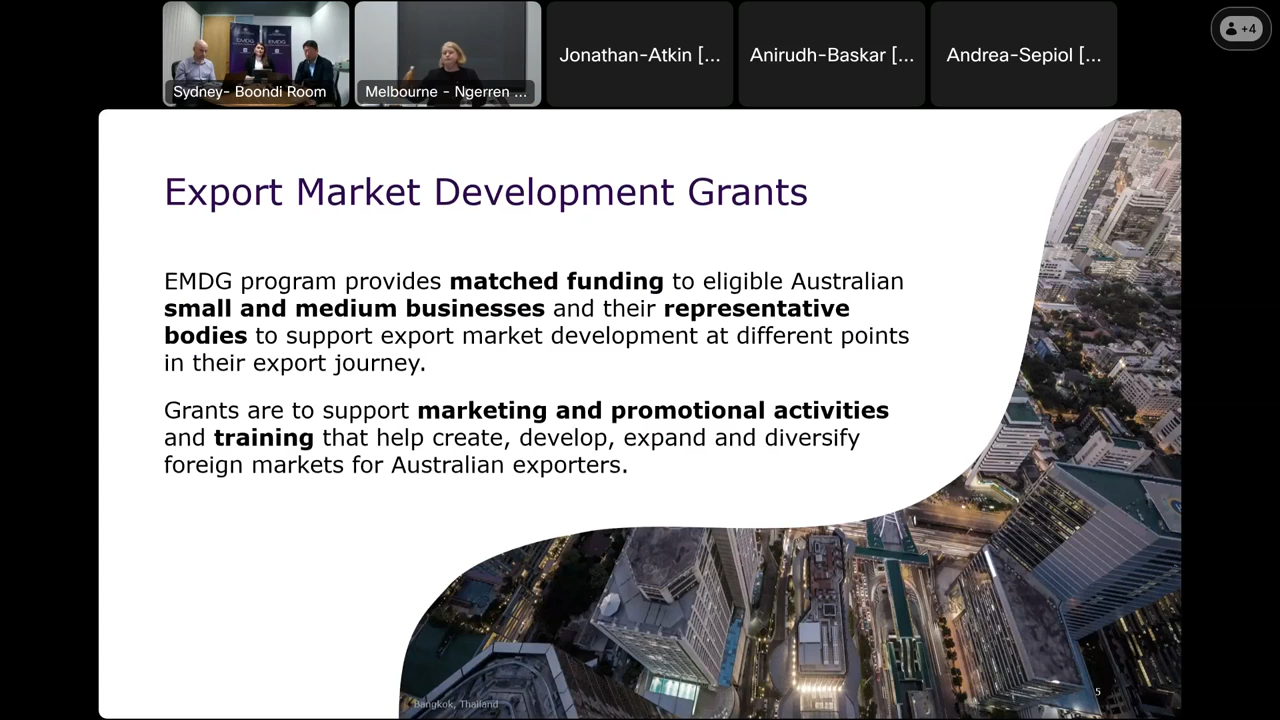 EMDG
EMDG
Sydney- Boondi Room
Melbourne - Ngerren ...
Jonathan-Atkin [...
Anirudh-Baskar [...
Andrea-Sepiol [...
+4
Export Market Development Grants
EMDG program provides matched funding to eligible Australian
small and medium businesses and their representative
bodies to support export market development at different points
in their export journey.
Grants are to support marketing and promotional activities
and training that help create, develop, expand and diversify
foreign markets for Australian exporters.
Bangkok, Thailand
5